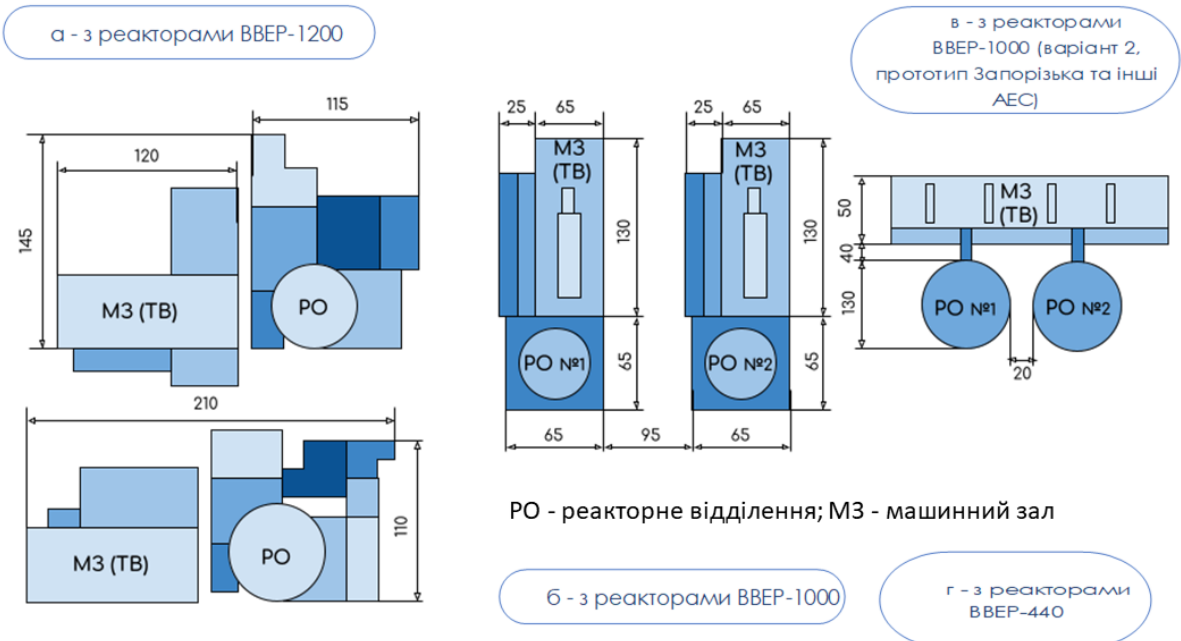 а - з реакторами ВВЕР-1200
в - з реакторами
ВВЕР-1000 (варіант 2,
прототип Запорізька та інші
АЕС)
115
120
145
МЗ (ТВ)
РО
210
110
МЗ (ТВ)
РО
25
65
МЗ
(ТВ)
130
РО №1
65
65
95
25
65
МЗ
(ТВ)
130
РО №2
65
65
50
40
130
МЗ
(ТВ)
РО №1
РО №2
20
РО - реакторне відділення; МЗ - машинний зал
б - з реакторами ВВЕР-1000
г - з реакторами
ВВЕР-440